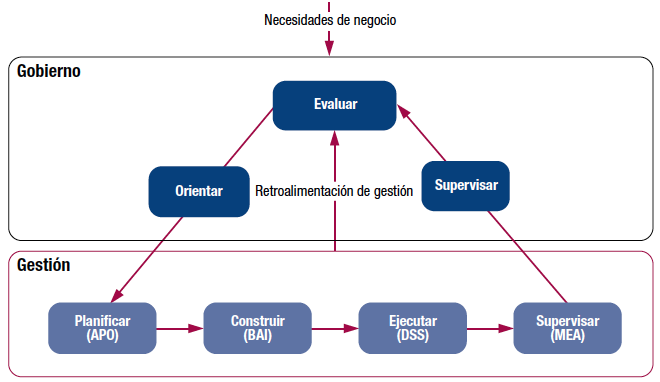 Necesidades de negocio
Gobierno
Evaluar
Orientar
Retroalimentación de gestión
Supervisar
Gestión
Planificar
(APO)
Construir
(BAI)
Ejecutar
(DSS)
Supervisar
(MEA)